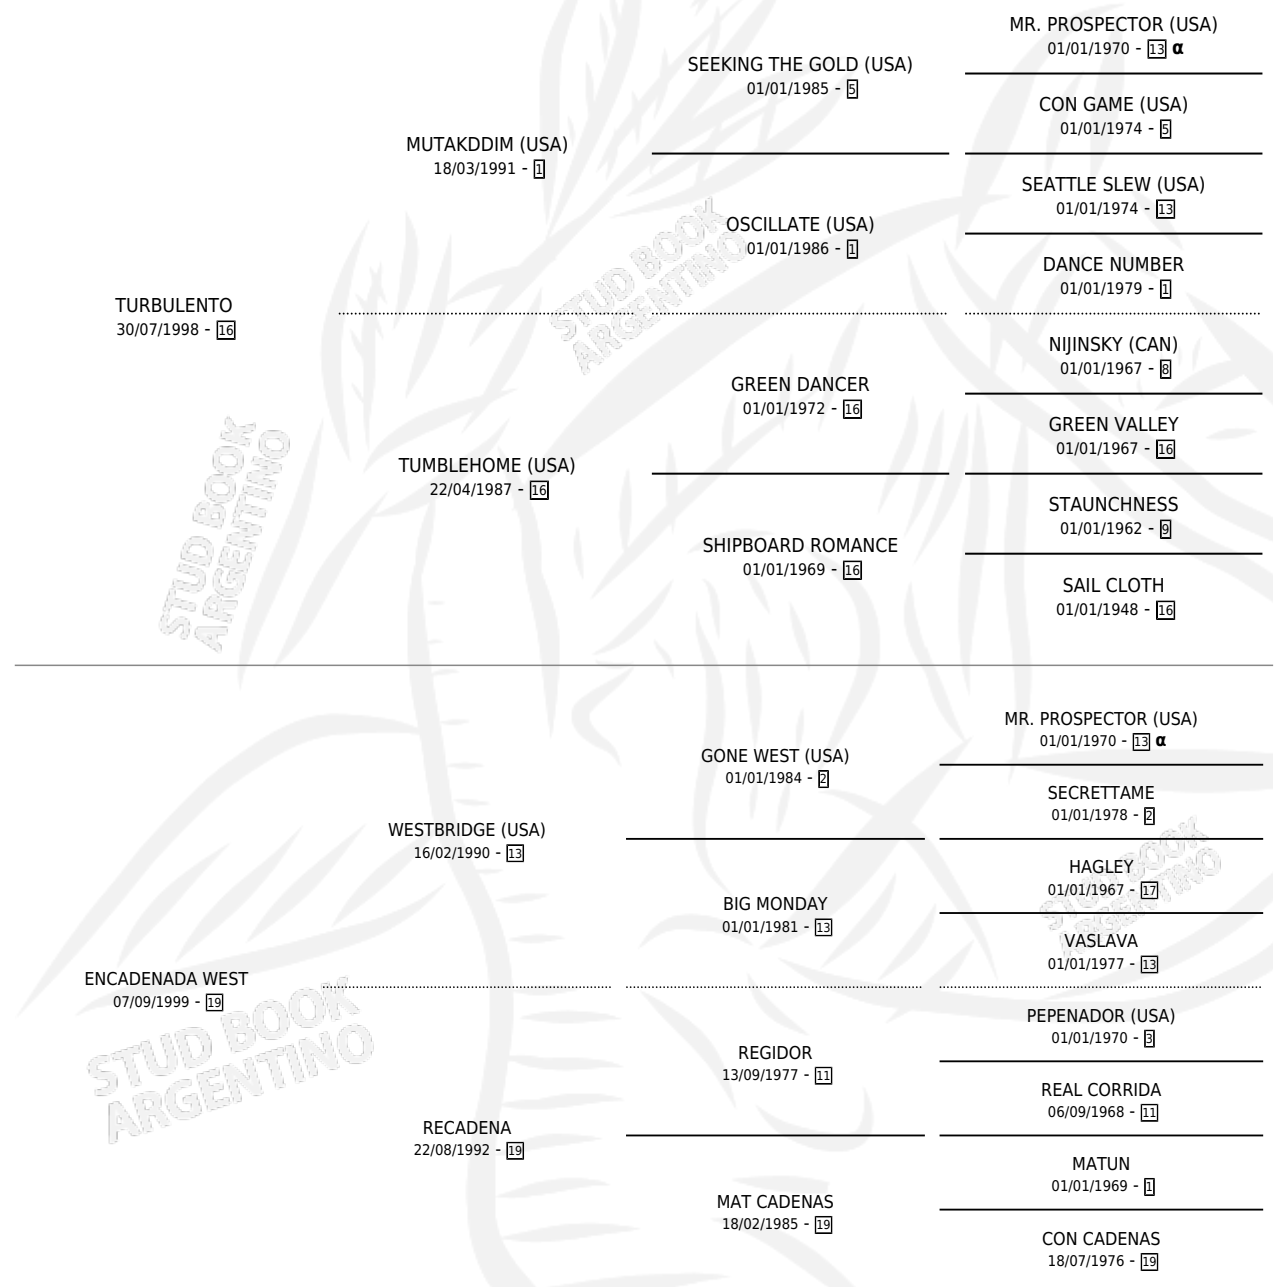 MR. PROSPECTOR (USA)
01/01/1970 - 13 α
SEEKING THE GOLD (USA)
01/01/1985 - 5
CON GAME (USA)
01/01/1974 - 5
MUTAKDDIM (USA)
18/03/1991 - 1
SEATTLE SLEW (USA)
01/01/1974 - 13
OSCILLATE (USA)
01/01/1986 - 1
DANCE NUMBER
01/01/1979 - 1
TURBULENTO
30/07/1998 - 16
NIJINSKY (CAN)
01/01/1967 - 8
GREEN DANCER
01/01/1972 - 16
GREEN VALLEY
01/01/1967 - 16
TUMBLEHOME (USA)
22/04/1987 - 16
STAUNCHNESS
01/01/1962 - 9
SHIPBOARD ROMANCE
01/01/1969 - 16
SAIL CLOTH
01/01/1948 - 16
STUD BOOK
ARGENTINO
STUD BOOK
ARGENTINO
MR. PROSPECTOR (USA)
01/01/1970 - 13 α
GONE WEST (USA)
01/01/1984 - 2
SECRETTAME
01/01/1978 - 2
WESTBRIDGE (USA)
16/02/1990 - 13
HAGLEY
01/01/1967 - 17
BIG MONDAY
01/01/1981 - 13
VASLAVA
01/01/1977 - 13
ENCADENADA WEST
07/09/1999 - 19
PEPENADOR (USA)
01/01/1970 - 3
REGIDOR
13/09/1977 - 11
REAL CORRIDA
06/09/1968 - 11
RECADENA
22/08/1992 - 19
MATUN
01/01/1969 - 1
MAT CADENAS
18/02/1985 - 19
CON CADENAS
18/07/1976 - 19
STUD BOOK
ARGENTINO
STUD BOOK
ARGENTINO